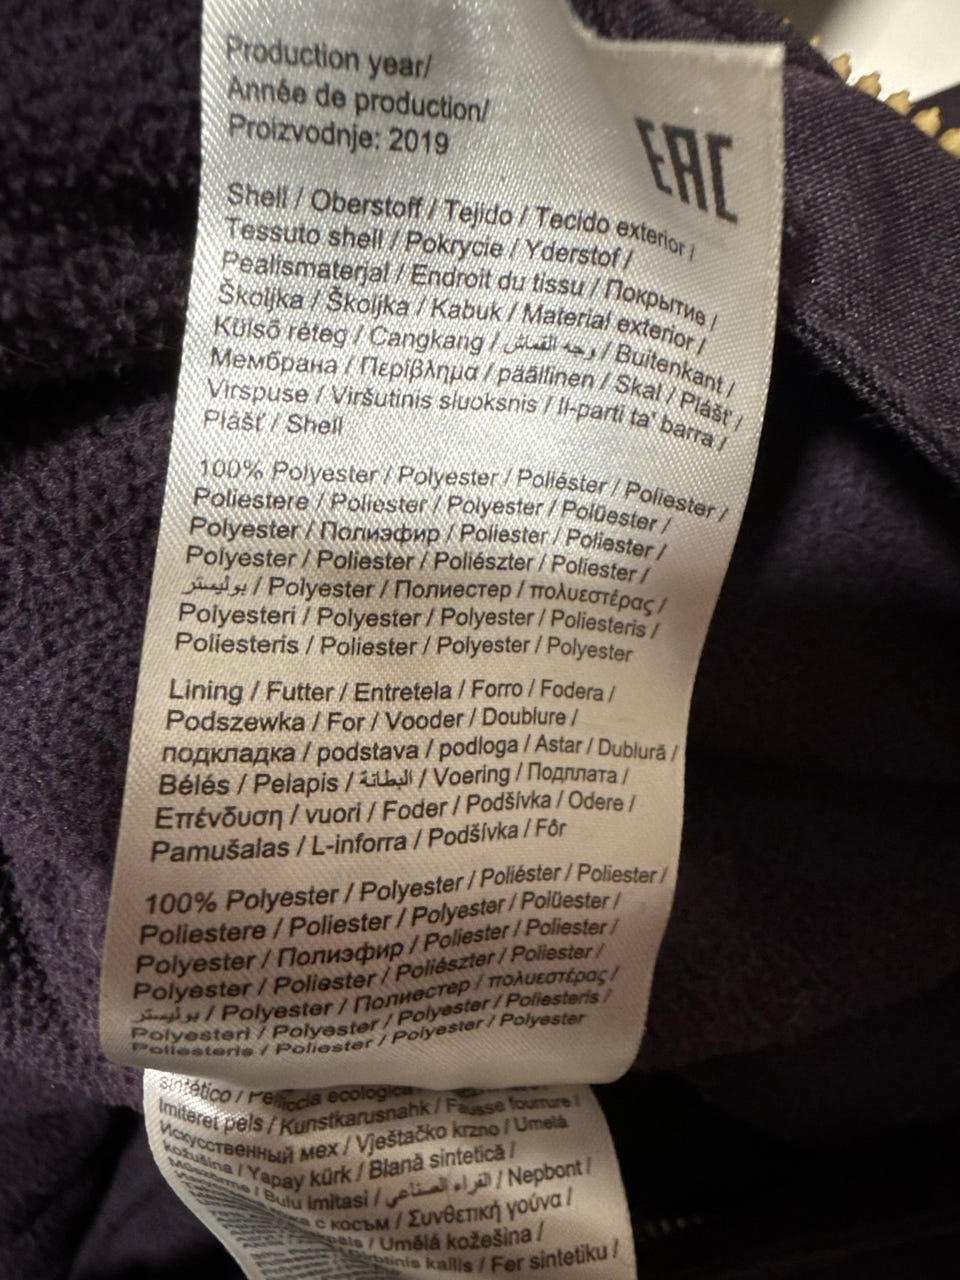 Production year/
Année de production/
Proizvodnje: 2019
EAC
Shell / Oberstoff / Tejido / Tecido exterior /
Tessuto shell / Pokrycie / Yderstof /
Pealismaterjal / Endroit du tissu / Покрытие /
Školjka / Školjka / Kabuk / Material exterior /
Külső réteg / Cangkang / وجه القماش / Buitenkant /
Мембрана / Περίβλημα / päällinen / Skal / Plášť /
Virspuse / Viršutinis sluoksnis / Il-parti ta' barra /
Plášť / Shell
100% Polyester / Polyester / Poliéster / Poliester /
Poliestere / Poliester / Polyester / Polüester /
Polyester / Полиэфир / Poliester / Poliester /
Polyester / Poliester / Poliészter / Poliester /
بوليستر / Polyester / Полиестер / πολυεστέρας /
Polyesteri / Polyester / Polyester / Poliesteris /
Poliesteris / Poliester / Polyester / Polyester
Lining / Futter / Entretela / Forro / Fodera /
Podszewka / For / Vooder / Doublure /
подкладка / podstava / podloga / Astar / Dublură /
Bélés / Pelapis / البطانة / Voering / Подплата /
Επένδυση / vuori / Foder / Podšívka / Odere /
Pamušalas / L-inforra / Podšívka / Fôr
100% Polyester / Polyester / Poliéster / Poliester /
Poliestere / Poliester / Polyester / Polüester /
Polyester / Полиэфир / Poliester / Poliester /
Polyester / Poliester / Poliészter / Poliester /
بوليستر / Polyester / Полиестер / πολυεστέρας /
Polyesteri / Polyester / Polyester / Poliesteris /
Poliesteris / Poliester / Polyester / Polyester
sintético / Pelliccia ecologica
Imiteret pels / Kunstkarusnahk / Fausse fourrure /
Искусственный мех / Vještačko krzno / Umelá
kožušina / Yapay kürk / Blană sintetică /
Műszőrme / Bulu imitasi / الفراء الصناعي / Nepbont /
с косъм / Συνθετική γούνα /
/ Umělá kožešina /
kailis / Fer sintetiku /